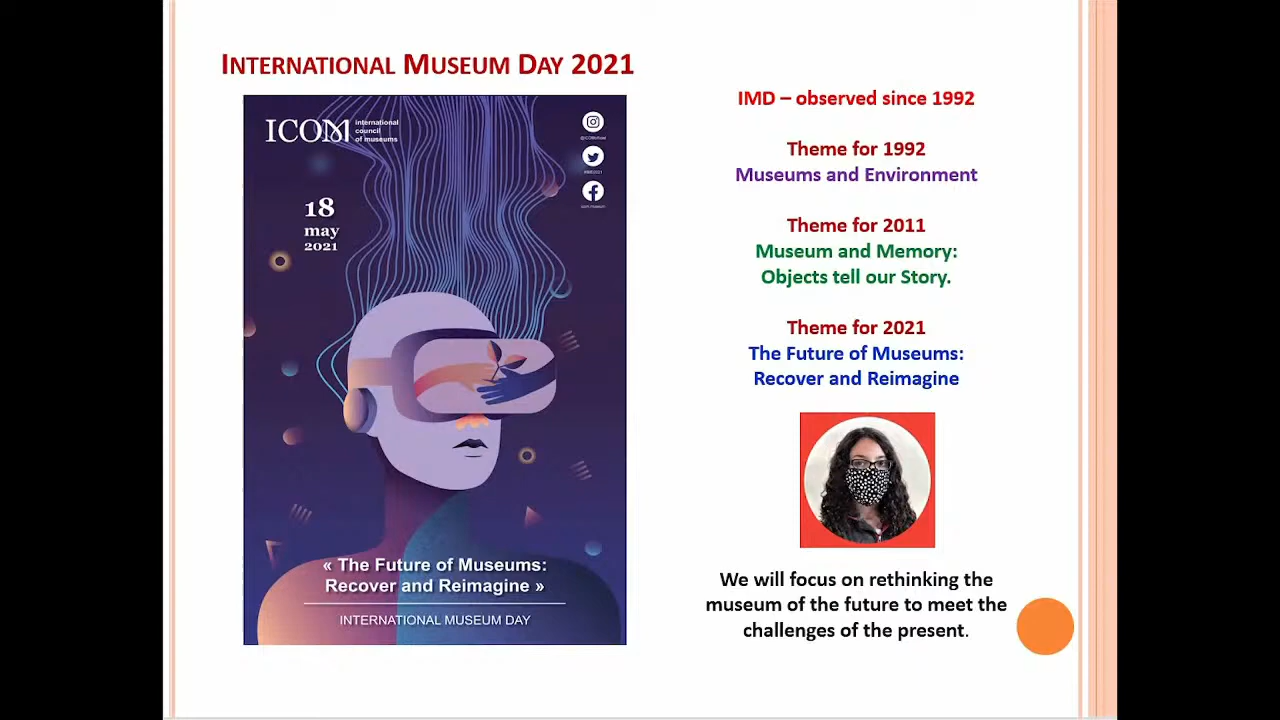 INTERNATIONAL MUSEUM DAY 2021
ICOM
international
council
of museums
18
may
2021
« The Future of Museums:
Recover and Reimagine »
INTERNATIONAL MUSEUM DAY
IMD – observed since 1992
Theme for 1992
Museums and Environment
Theme for 2011
Museum and Memory:
Objects tell our Story.
Theme for 2021
The Future of Museums:
Recover and Reimagine
We will focus on rethinking the
museum of the future to meet the
challenges of the present.